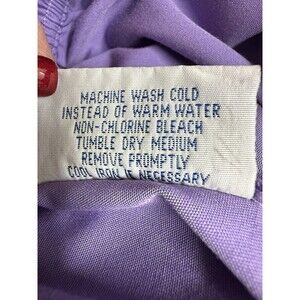 MACHINE WASH COLD
INSTEAD OF WARM WATER
NON-CHLORINE BLEACH
TUMBLE DRY MEDIUM
REMOVE PROMPTLY
COOL IRON IF NECESSARY